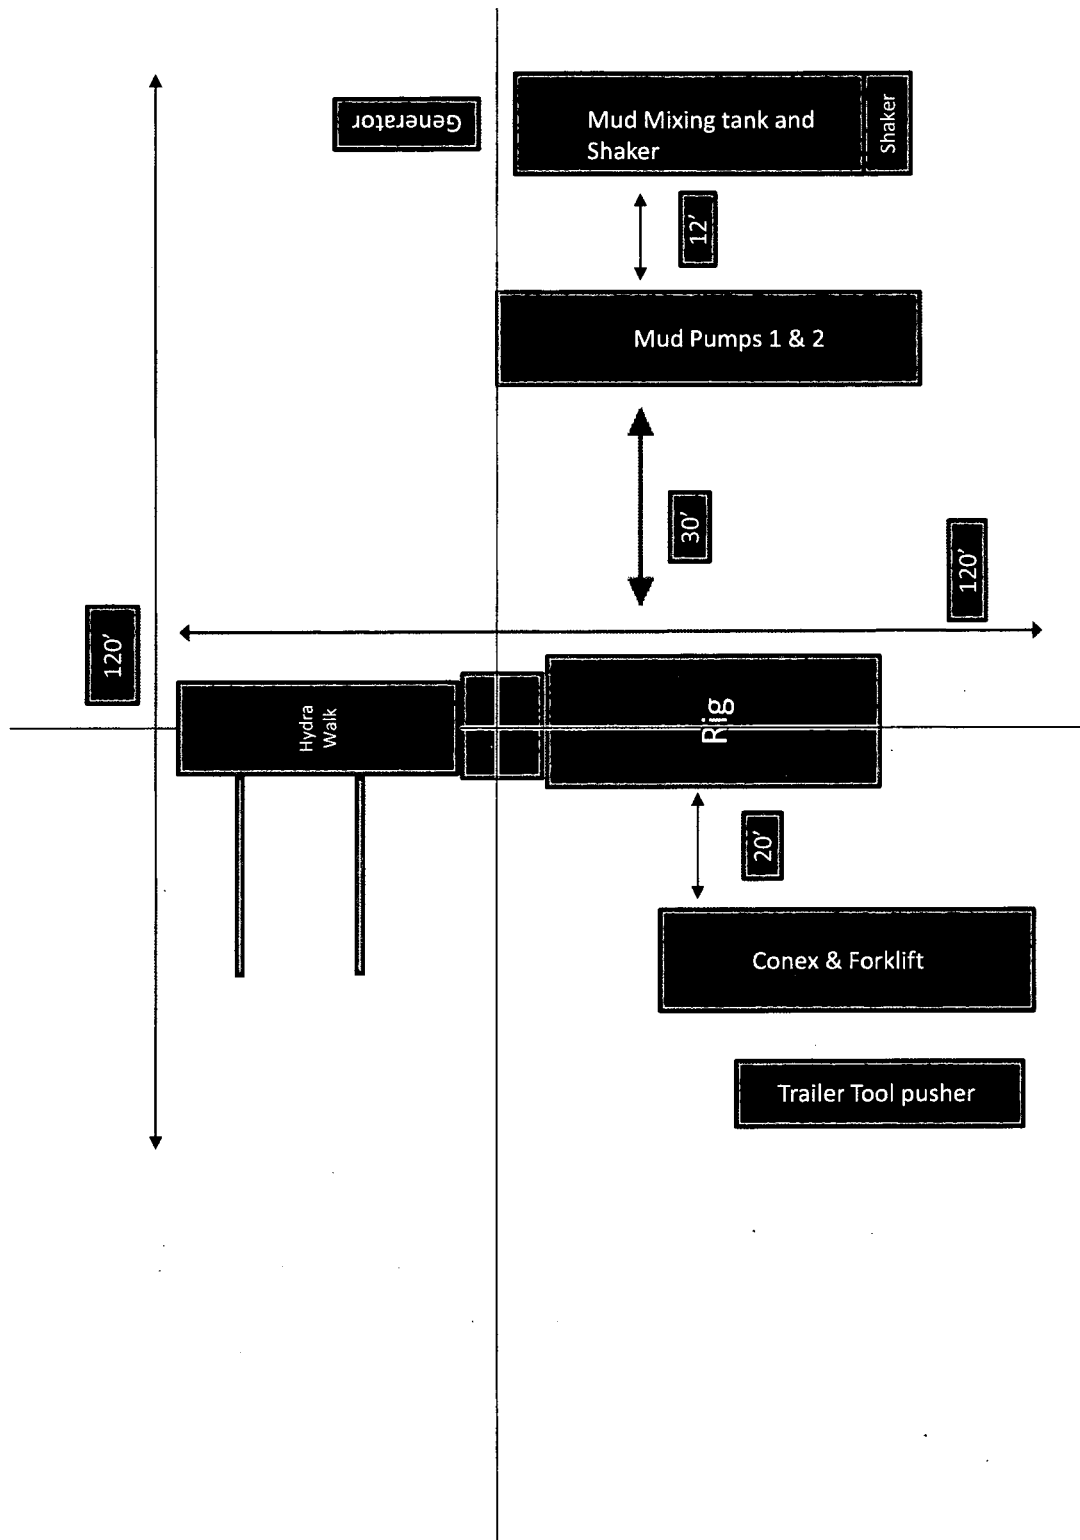 Generator
Mud Mixing tank and
Shaker
Shaker
12’
Mud Pumps 1 & 2
30’
120’
120’
Hydra
Walk
Rig
20’
Conex & Forklift
Trailer Tool pusher